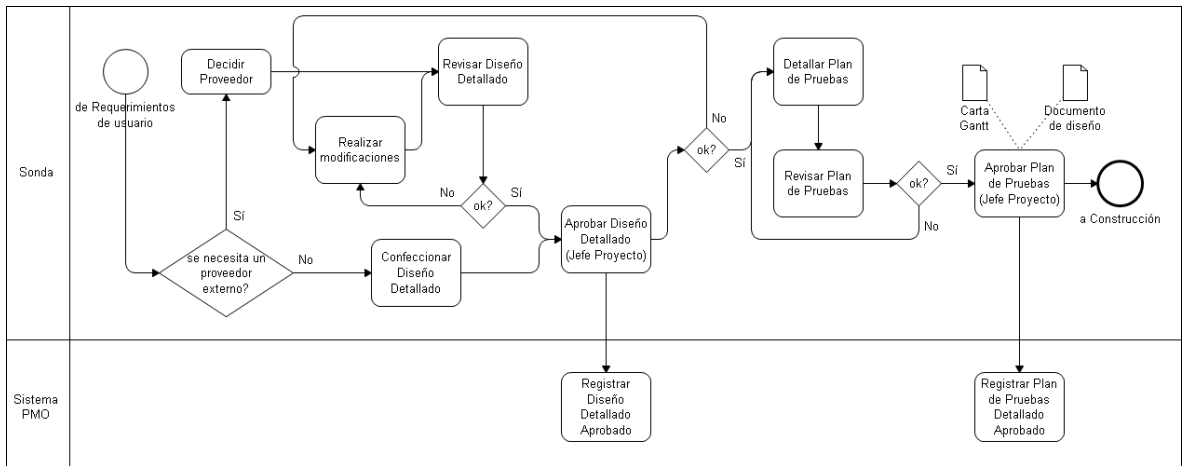 Sonda
de Requerimientos
de usuario
Decidir
Proveedor
Revisar Diseño
Detallado
Realizar
modificaciones
No
ok?
Sí
Sí
se necesita un
proveedor
externo?
No
Confeccionar
Diseño
Detallado
Aprobar Diseño
Detallado
(Jefe Proyecto)
No
ok?
Sí
Detallar Plan
de Pruebas
Revisar Plan
de Pruebas
ok?
Sí
No
Carta
Gantt
Documento
de diseño
Aprobar Plan
de Pruebas
(Jefe Proyecto)
a Construcción
Sistema
PMO
Registrar
Diseño
Detallado
Aprobado
Registrar Plan
de Pruebas
Detallado
Aprobado